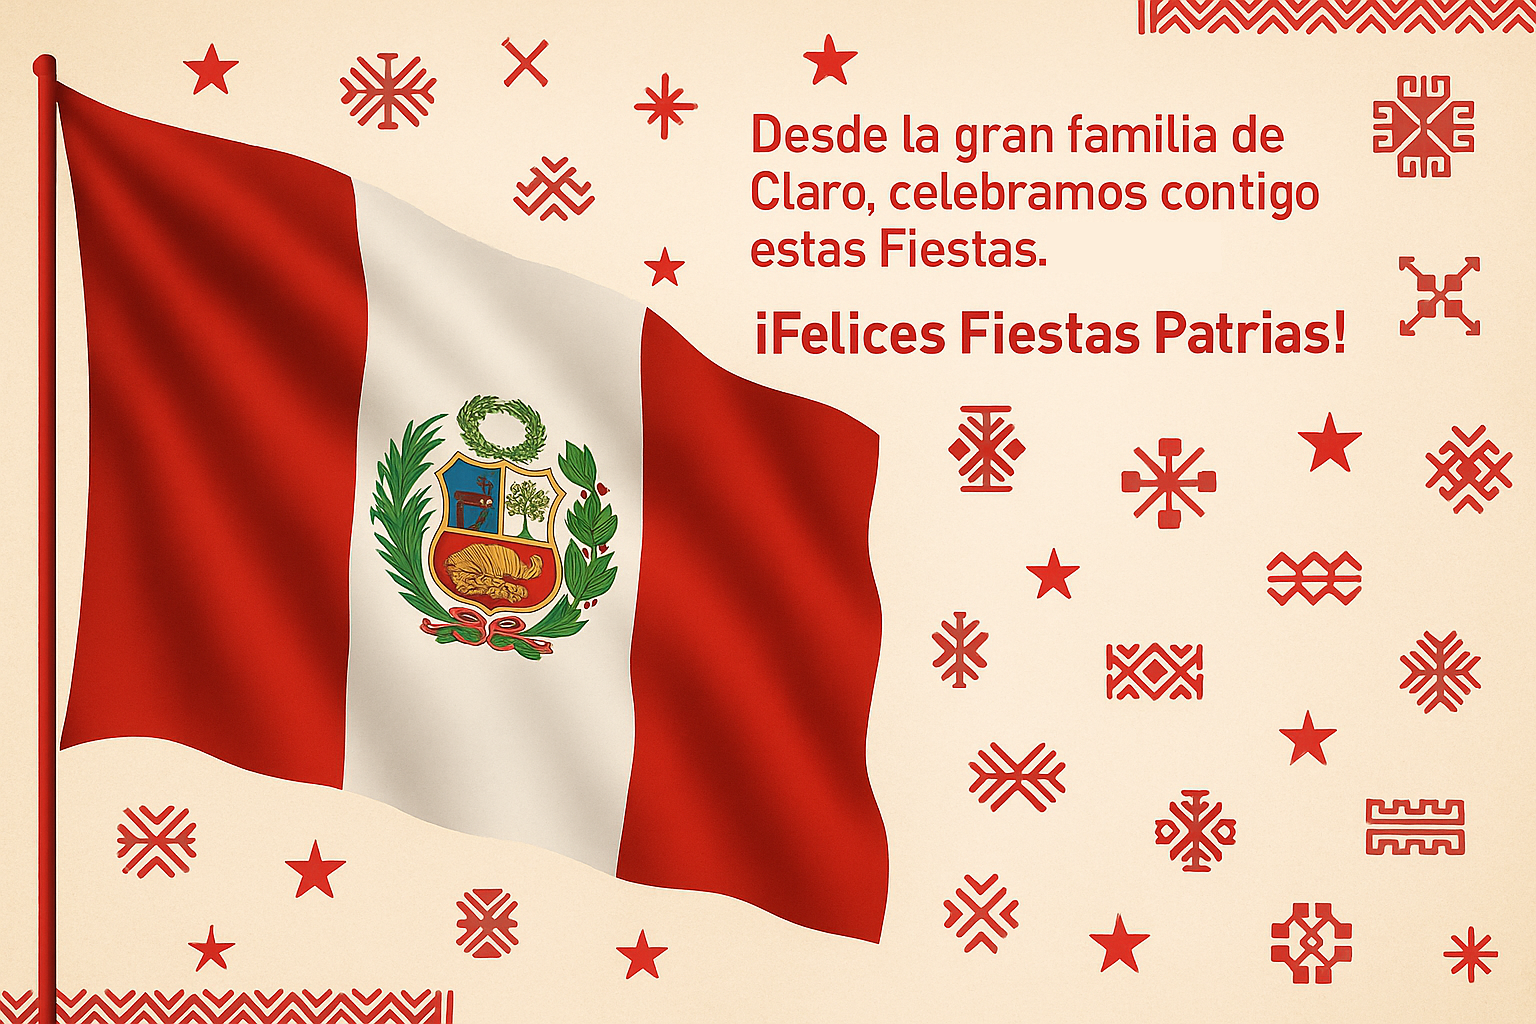 Desde la gran familia de
Claro, celebramos contigo
estas Fiestas.
¡Felices Fiestas Patrias!